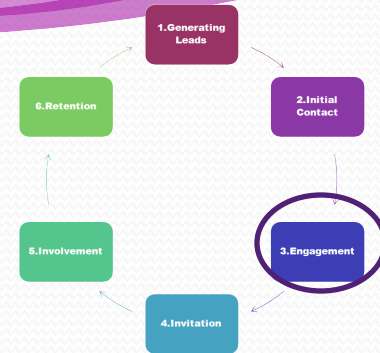 1.Generating
Leads
2.Initial
Contact
3.Engagement
4.Invitation
5.Involvement
6.Retention